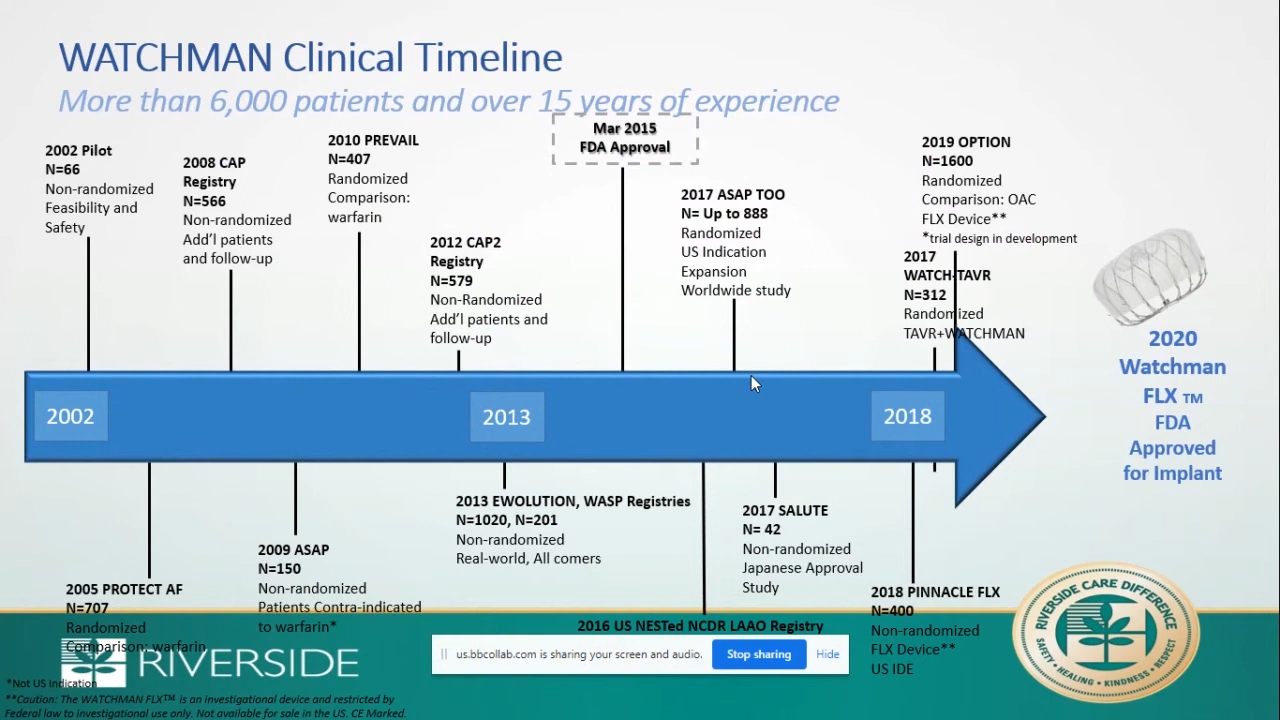 WATCHMAN Clinical Timeline
More than 6,000 patients and over 15 years of experience
2002 Pilot
N=66
Non-randomized
Feasibility and
Safety
2008 CAP
Registry
N=566
Non-randomized
Add’l patients
and follow-up
2010 PREVAIL
N=407
Randomized
Comparison:
warfarin
2012 CAP2
Registry
N=579
Non-Randomized
Add’l patients and
follow-up
Mar 2015
FDA Approval
2017 ASAP TOO
N= Up to 888
Randomized
US Indication
Expansion
Worldwide study
2019 OPTION
N=1600
Randomized
Comparison: OAC
FLX Device**
*trial design in development
2017
WATCH-TAVR
N=312
Randomized
TAVR+WATCHMAN
2020
Watchman
FLX TM
FDA
Approved
for Implant
2002
2013
2018
2005 PROTECT AF
N=707
Randomized
Comparison: warfarin
2009 ASAP
N=150
Non-randomized
Patients Contra-indicated
to warfarin*
2013 EWOLUTION, WASP Registries
N=1020, N=201
Non-randomized
Real-world, All comers
2016 US NESTed NCDR LAAO Registry
2017 SALUTE
N= 42
Non-randomized
Japanese Approval
Study
2018 PINNACLE FLX
N=400
Non-randomized
FLX Device**
US IDE
us.bbcollab.com is sharing your screen and audio.
Stop sharing
Hide
RIVERSIDE
RIVERSIDE CARE DIFFERENCE
SAFETY • HEALING • KINDNESS • RESPECT
*Not US Indication
**Caution: The WATCHMAN FLX™ is an investigational device and restricted by
Federal law to investigational use only. Not available for sale in the US. CE Marked.